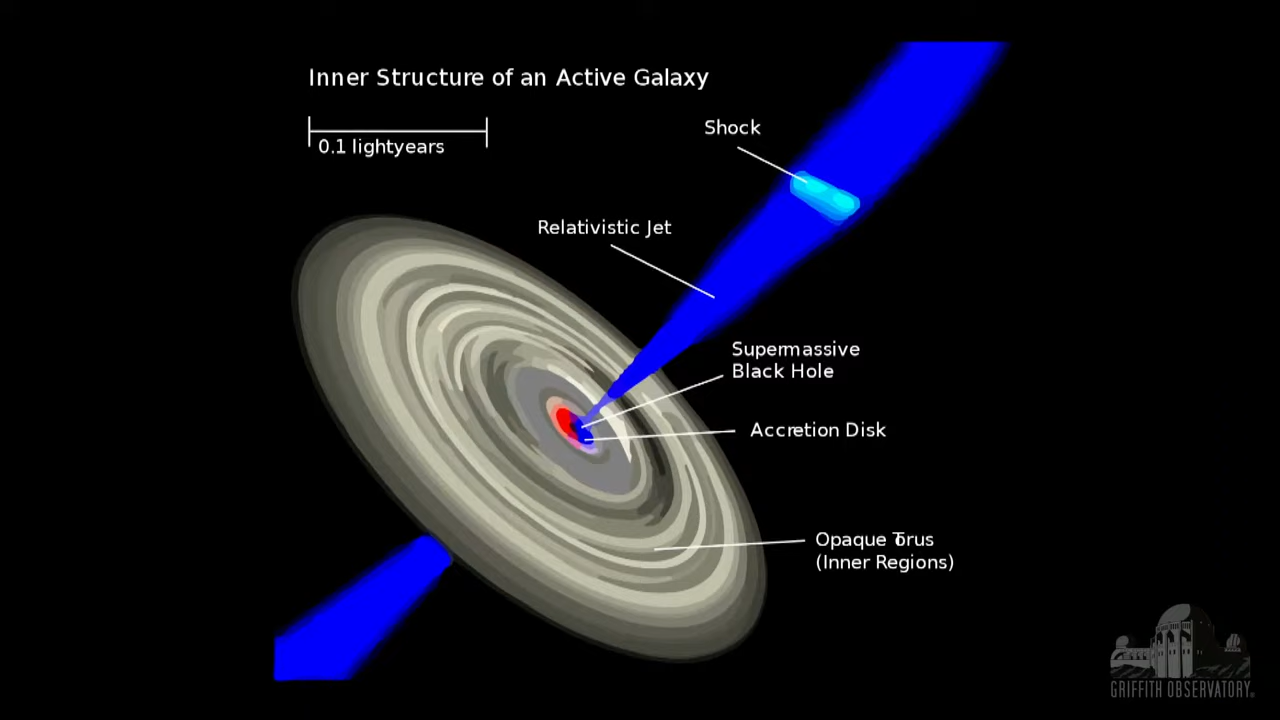 Inner Structure of an Active Galaxy
0.1 lightyears
Shock
Relativistic Jet
Supermassive
Black Hole
Accretion Disk
Opaque Torus
(Inner Regions)
GRIFFITH OBSERVATORY®